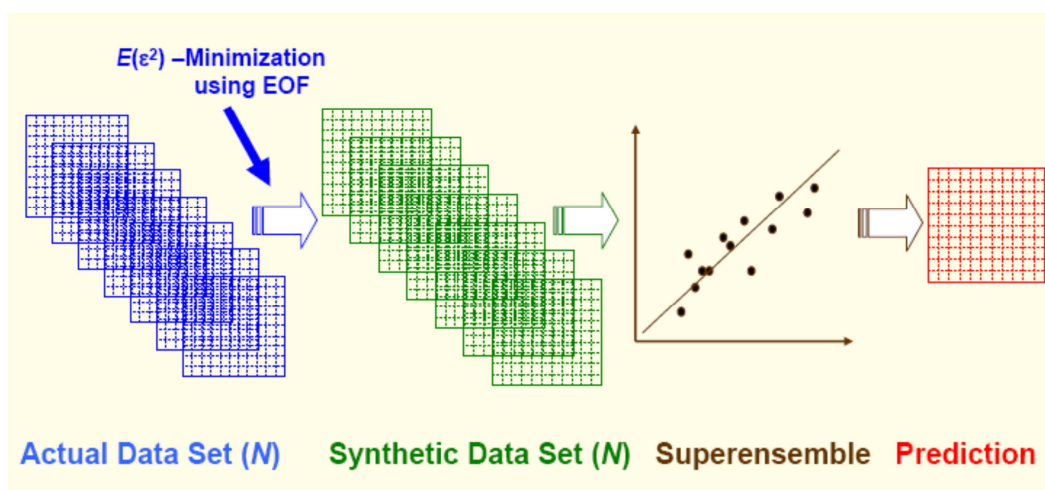 E(ε²) –Minimization
using EOF
Actual Data Set (N)
Synthetic Data Set (N)
Superensemble
Prediction